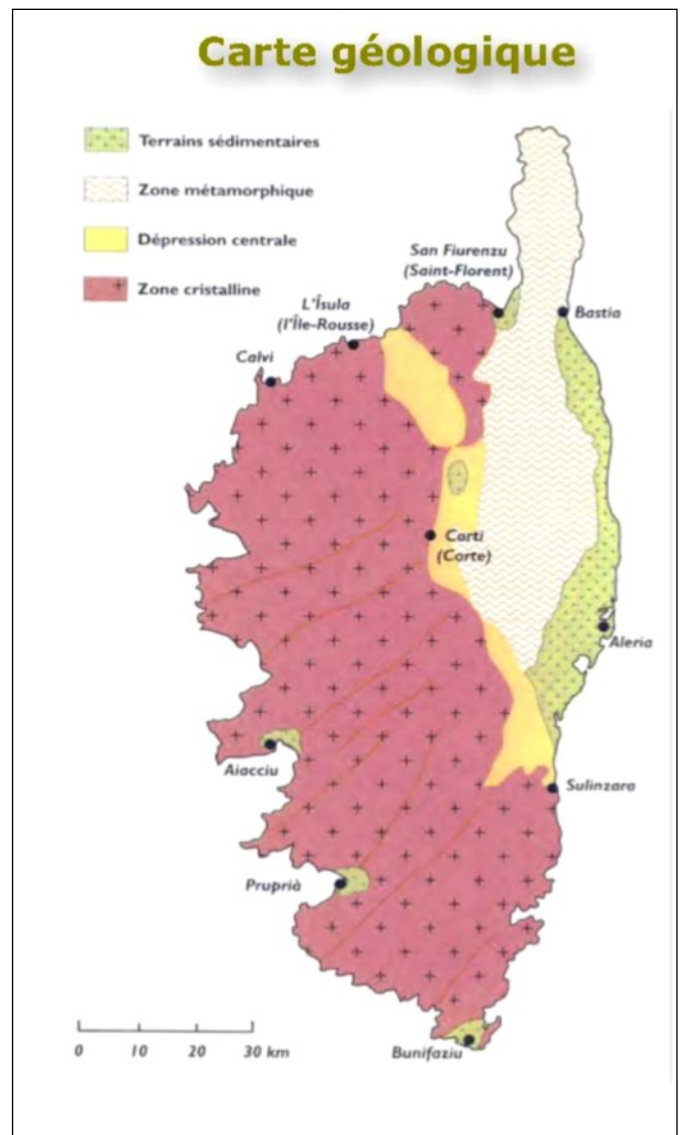 Carte géologique
Terrains sédimentaires
Zone métamorphique
Dépression centrale
Zone cristalline
San Fiurenzu
(Saint-Florent)
L'Ïsula
(l'Île-Rousse)
Bastia
Calvi
Corti
(Corte)
Aleria
Aiacciu
Sulinzara
Pruprià
0 10 20 30 km
Bunifaziu